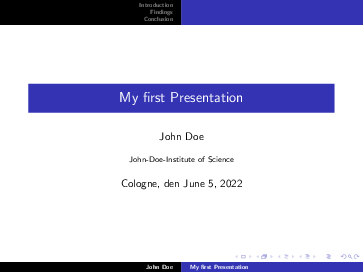 Introduction
Findings
Conclusion
My first Presentation
John Doe
John-Doe-Institute of Science
Cologne, den June 5, 2022
John Doe
My first Presentation